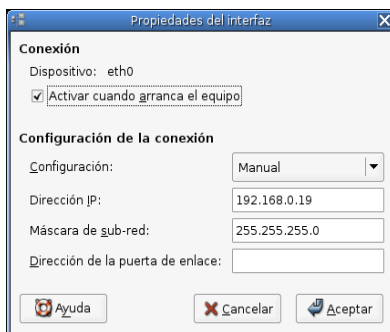 Propiedades del interfaz
Conexión
Dispositivo: eth0
Activar cuando arranca el equipo
Configuración de la conexión
Configuración: Manual
Dirección IP: 192.168.0.19
Máscara de sub-red: 255.255.255.0
Dirección de la puerta de enlace:
Ayuda Cancelar Aceptar